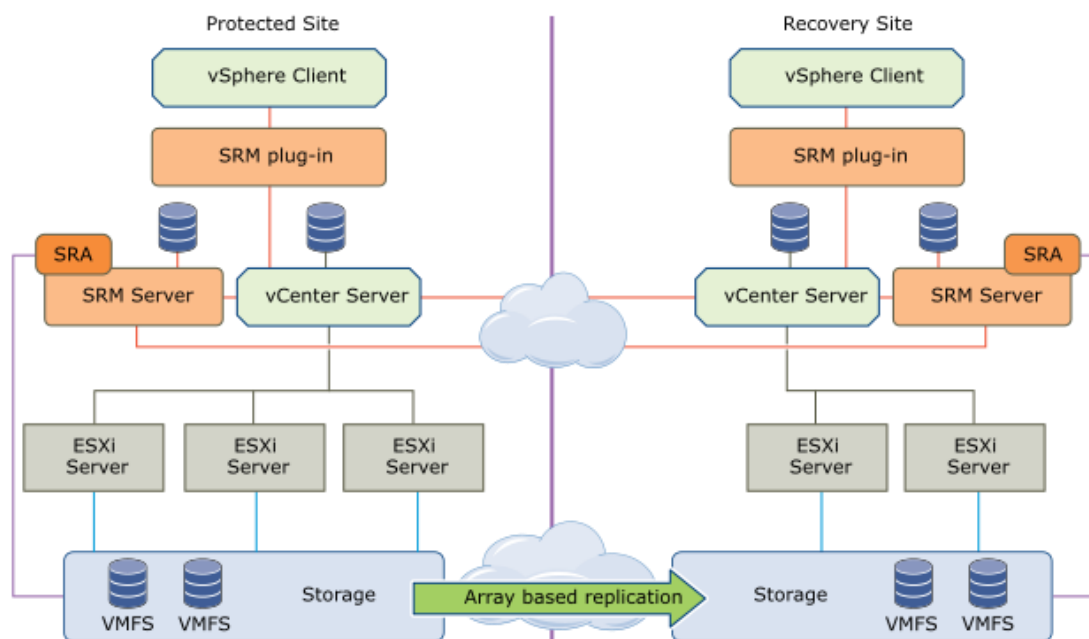 Protected Site
Recovery Site
vSphere Client
vSphere Client
SRM plug-in
SRM plug-in
SRA
SRA
SRM Server
vCenter Server
vCenter Server
SRM Server
ESXi
Server
ESXi
Server
ESXi
Server
ESXi
Server
ESXi
Server
Storage
Array based replication
Storage
VMFS
VMFS
VMFS
VMFS